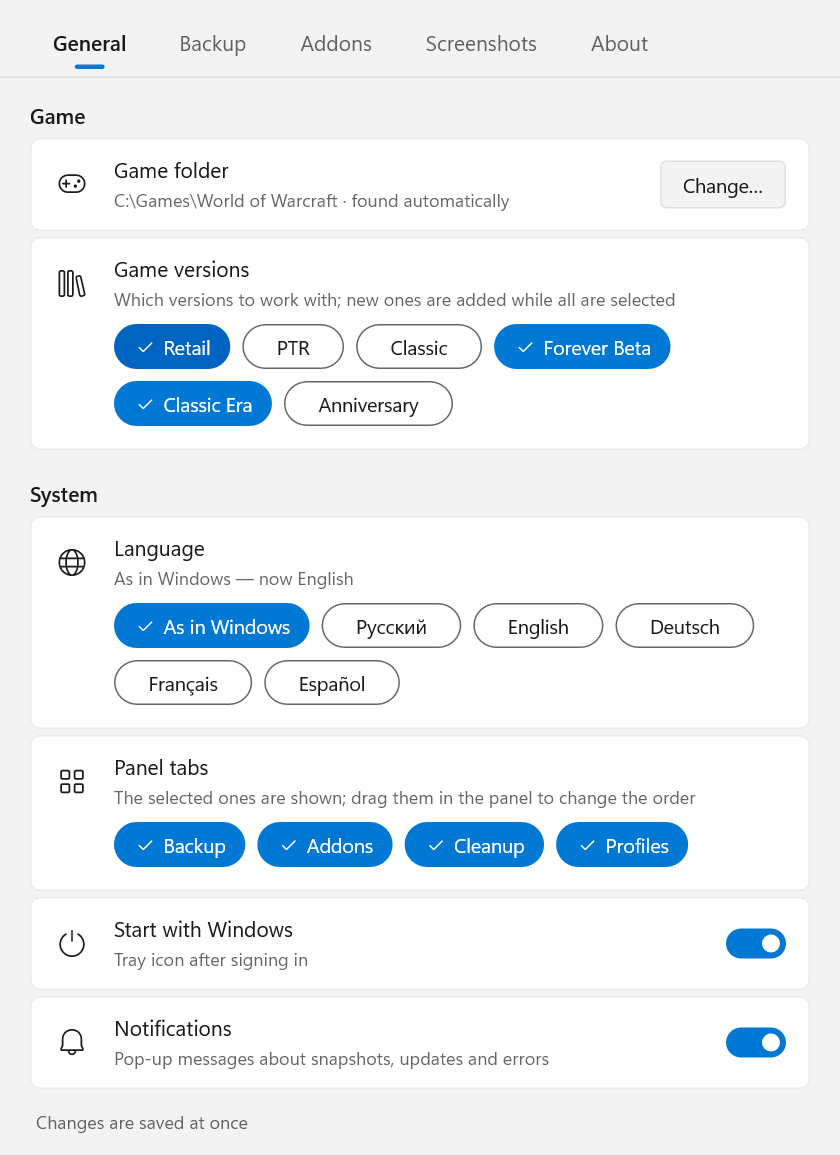 General Backup Addons Screenshots About
Game
Game folder
C:\Games\World of Warcraft · found automatically
Change...
Game versions
Which versions to work with; new ones are added while all are selected
Retail PTR Classic Forever Beta
Classic Era Anniversary
System
Language
As in Windows — now English
As in Windows Русский English Deutsch
Français Español
Panel tabs
The selected ones are shown; drag them in the panel to change the order
Backup Addons Cleanup Profiles
Start with Windows
Tray icon after signing in
Notifications
Pop-up messages about snapshots, updates and errors
Changes are saved at once